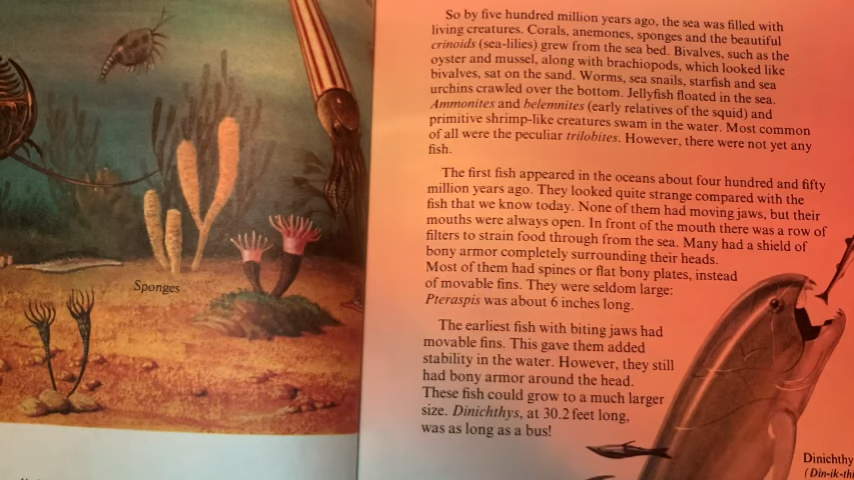 Sponges
So by five hundred million years ago, the sea was filled with
living creatures. Corals, anemones, sponges and the beautiful
crinoids (sea-lilies) grew from the sea bed. Bivalves, such as the
oyster and mussel, along with brachiopods, which looked like
bivalves, sat on the sand. Worms, sea snails, starfish and sea
urchins crawled over the bottom. Jellyfish floated in the sea.
Ammonites and belemnites (early relatives of the squid) and
primitive shrimp-like creatures swam in the water. Most common
of all were the peculiar trilobites. However, there were not yet any
fish.
The first fish appeared in the oceans about four hundred and fifty
million years ago. They looked quite strange compared with the
fish that we know today. None of them had moving jaws, but their
mouths were always open. In front of the mouth there was a row of
filters to strain food through from the sea. Many had a shield of
bony armor completely surrounding their heads.
Most of them had spines or flat bony plates, instead
of movable fins. They were seldom large:
Pteraspis was about 6 inches long.
The earliest fish with biting jaws had
movable fins. This gave them added
stability in the water. However, they still
had bony armor around the head.
These fish could grow to a much larger
size. Dinichthys, at 30.2 feet long,
was as long as a bus!
Dinichthy
(Din-ik-th